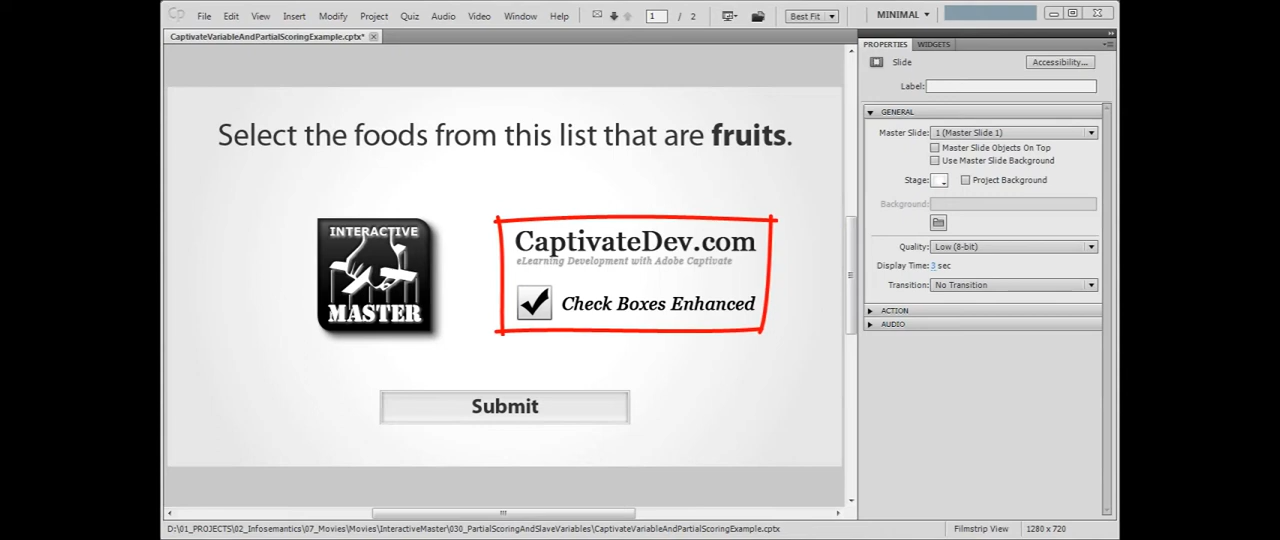 Cp File Edit View Insert Modify Project Quiz Audio Video Window Help 1 / 2 Best Fit MINIMAL
CaptivateVariableAndPartialScoringExample.cptx*
PROPERTIES WIDGETS
Slide Accessibility...
Label:
GENERAL
Master Slide: 1 (Master Slide 1)
Master Slide Objects On Top
Use Master Slide Background
Stage: Project Background
Background:
Quality: Low (8-bit)
Display Time: 3 sec
Transition: No Transition
ACTION
AUDIO
Select the foods from this list that are fruits.
INTERACTIVE
MASTER
CaptivateDev.com
eLearning Development with Adobe Captivate
Check Boxes Enhanced
Submit
D:\01_PROJECTS\02_Infosemantics\07_Movies\Movies\InteractiveMaster\030_PartialScoringAndSlaveVariables\CaptivateVariableAndPartialScoringExample.cptx
Filmstrip View 1280 x 720